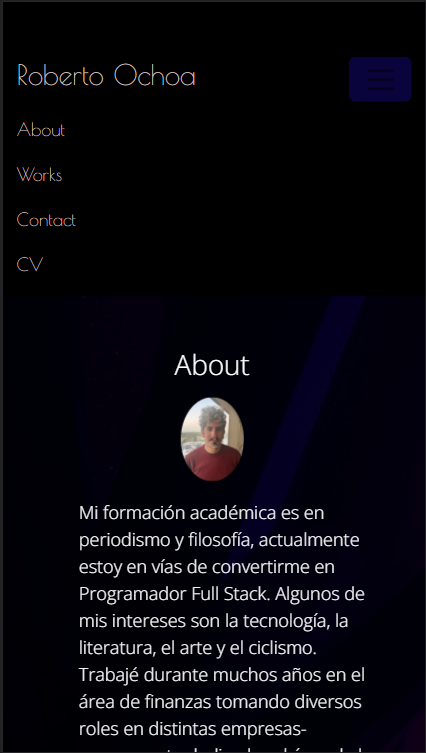 Roberto Ochoa
About
Works
Contact
CV
About
Mi formación académica es en
periodismo y filosofía, actualmente
estoy en vías de convertirme en
Programador Full Stack. Algunos de
mis intereses son la tecnología, la
literatura, el arte y el ciclismo.
Trabajé durante muchos años en el
área de finanzas tomando diversos
roles en distintas empresas-